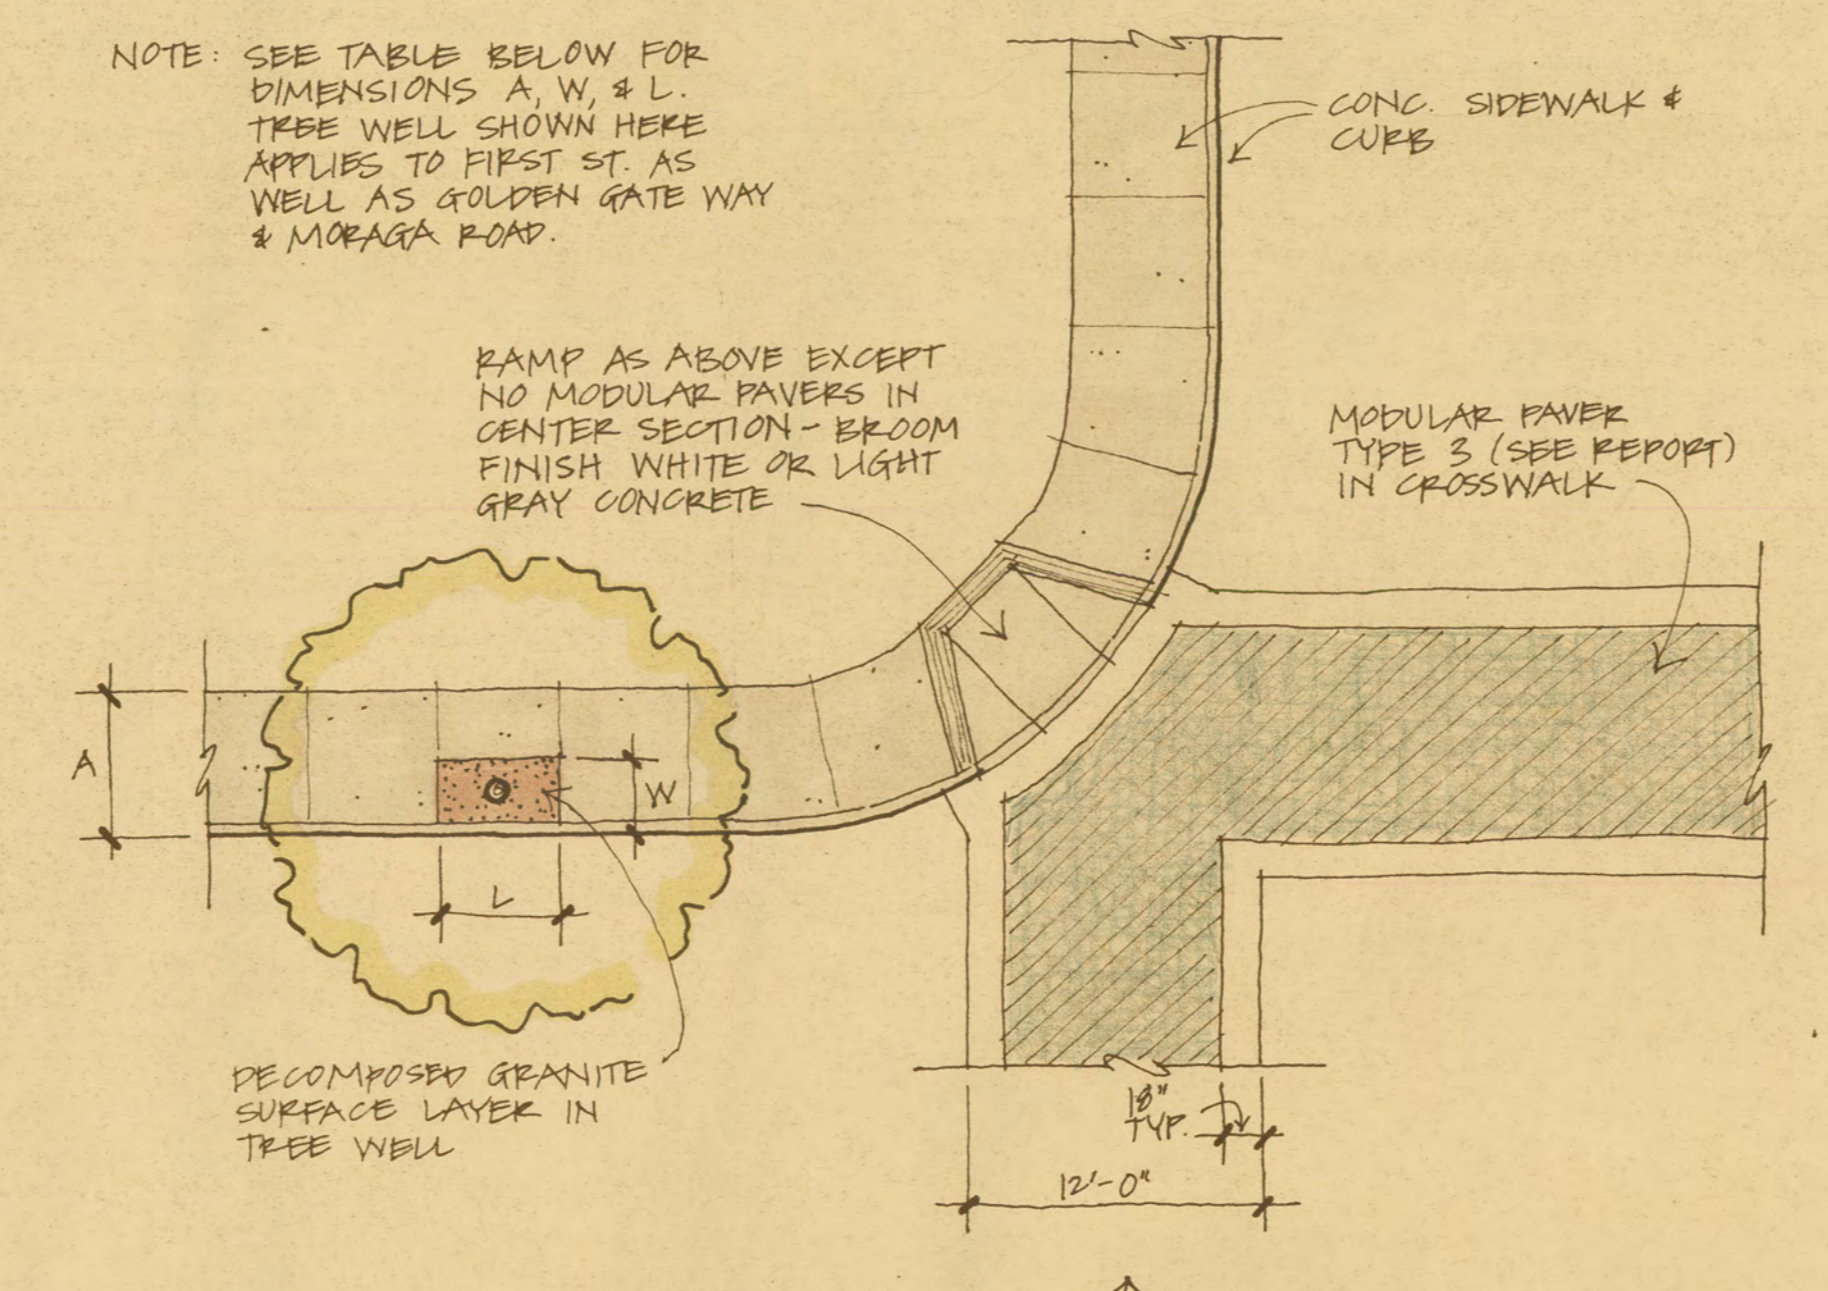 NOTE: SEE TABLE BELOW FOR
DIMENSIONS A, W, & L.
TREE WELL SHOWN HERE
APPLIES TO FIRST ST. AS
WELL AS GOLDEN GATE WAY
& MORAGA ROAD.
CONC. SIDEWALK &
CURB
RAMP AS ABOVE EXCEPT
NO MODULAR PAVERS IN
CENTER SECTION - BROOM
FINISH WHITE OR LIGHT
GRAY CONCRETE
MODULAR PAVER
TYPE 3 (SEE REPORT)
IN CROSSWALK
A
W
L
DECOMPOSED GRANITE
SURFACE LAYER IN
TREE WELL
18"
TYP.
12'-0"